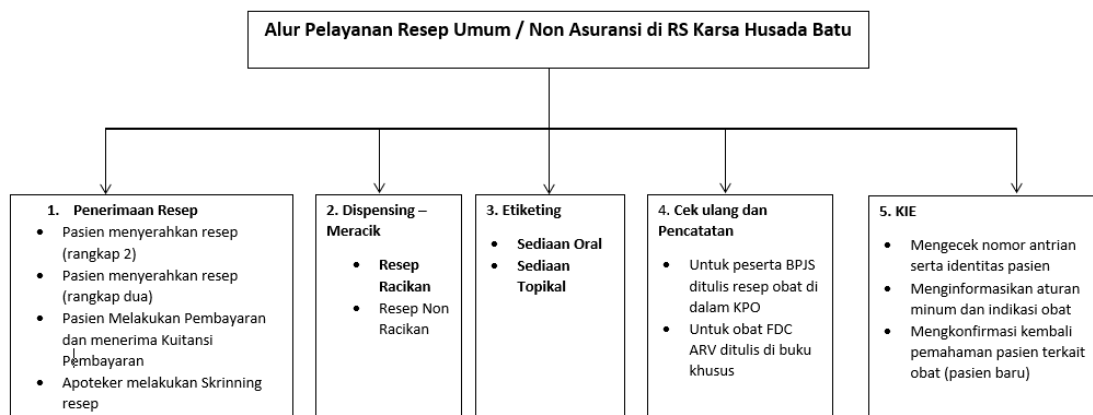 Alur Pelayanan Resep Umum / Non Asuransi di RS Karsa Husada Batu
1. Penerimaan Resep
• Pasien menyerahkan resep
(rangkap 2)
• Pasien menyerahkan resep
(rangkap dua)
• Pasien Melakukan Pembayaran
dan menerima Kuitansi
Pembayaran
• Apoteker melakukan Skrinning
resep
2. Dispensing –
Meracik
• Resep
Racikan
• Resep Non
Racikan
3. Etiketing
• Sediaan Oral
• Sediaan
Topikal
4. Cek ulang dan
Pencatatan
• Untuk peserta BPJS
ditulis resep obat di
dalam KPO
• Untuk obat FDC
ARV ditulis di buku
khusus
5. KIE
• Mengecek nomor antrian
serta identitas pasien
• Menginformasikan aturan
minum dan indikasi obat
• Mengkonfirmasi kembali
pemahaman pasien terkait
obat (pasien baru)